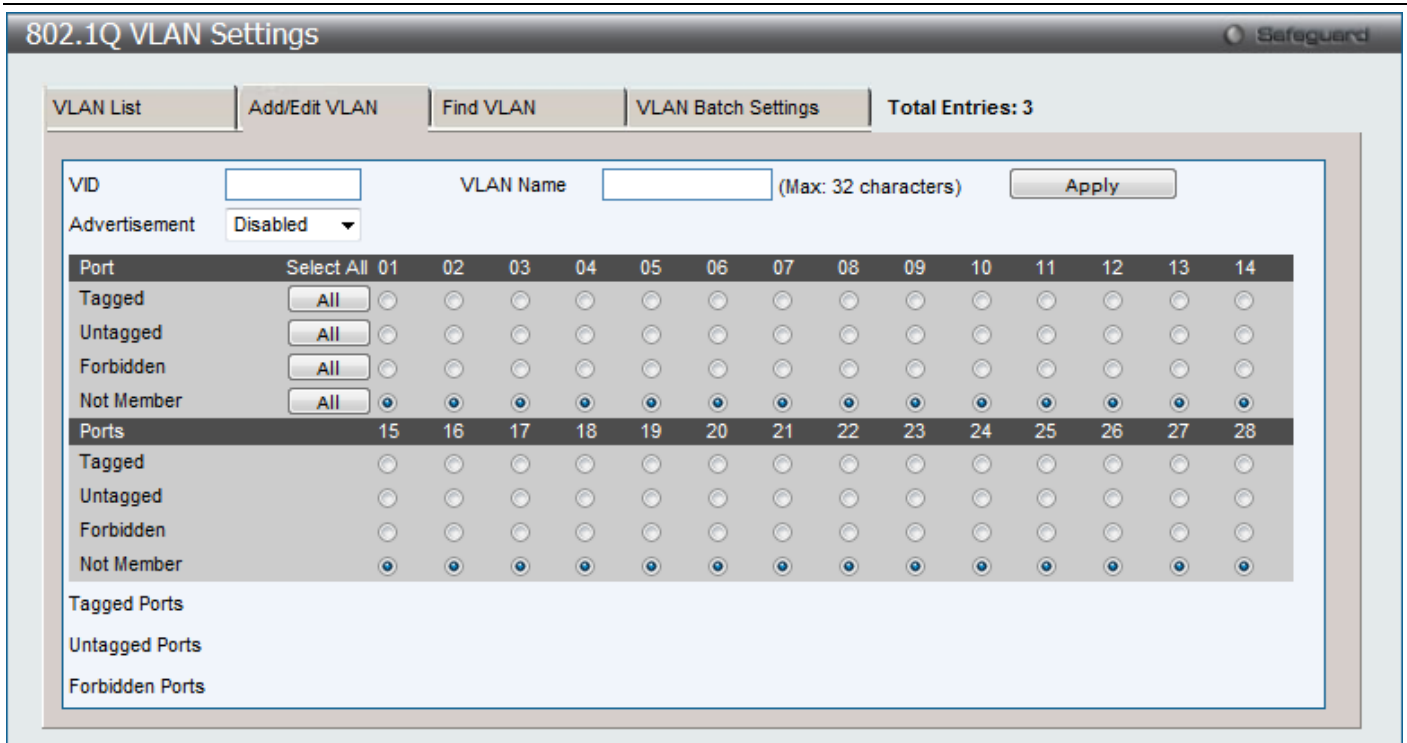 802.1Q VLAN Settings Safeguard
VLAN List Add/Edit VLAN Find VLAN VLAN Batch Settings Total Entries: 3
VID VLAN Name (Max: 32 characters) Apply
Advertisement Disabled
Port Select All 01 02 03 04 05 06 07 08 09 10 11 12 13 14
Tagged All
Untagged All
Forbidden All
Not Member All
Ports 15 16 17 18 19 20 21 22 23 24 25 26 27 28
Tagged
Untagged
Forbidden
Not Member
Tagged Ports
Untagged Ports
Forbidden Ports